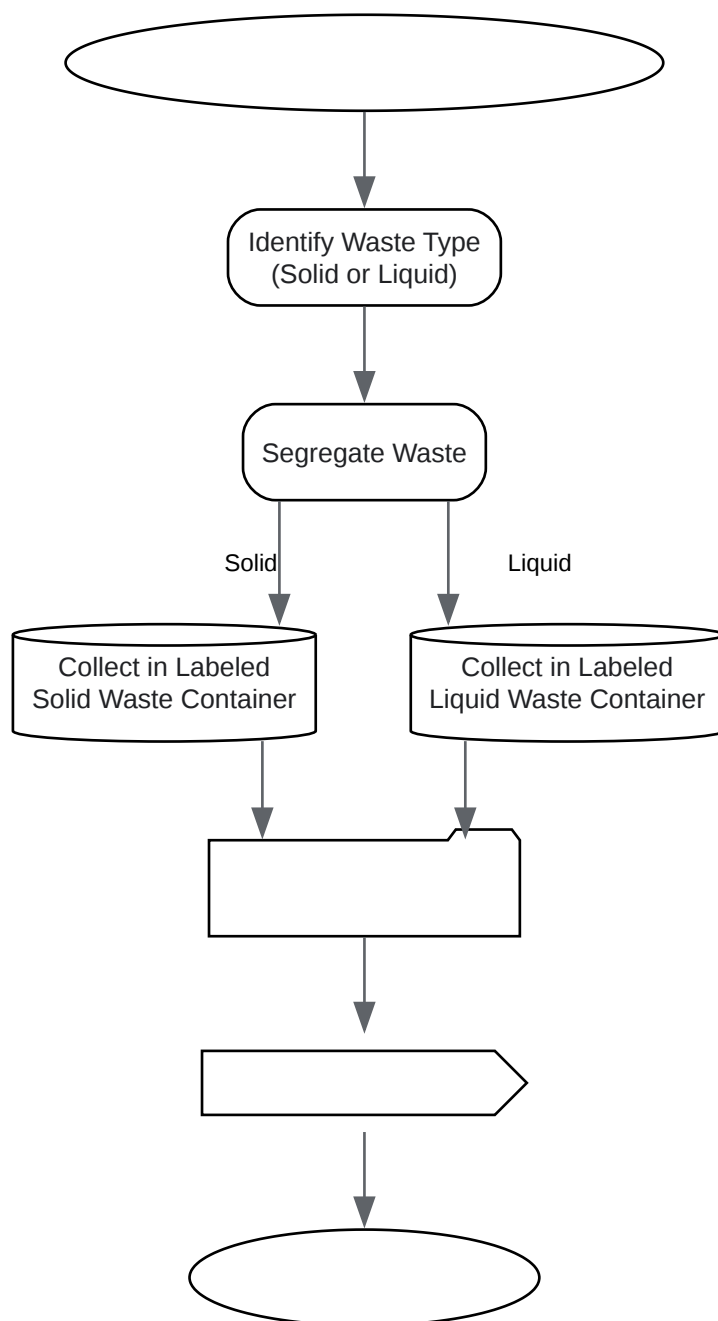 Identify Waste Type
(Solid or Liquid)
Segregate Waste
Solid
Liquid
Collect in Labeled
Solid Waste Container
Collect in Labeled
Liquid Waste Container